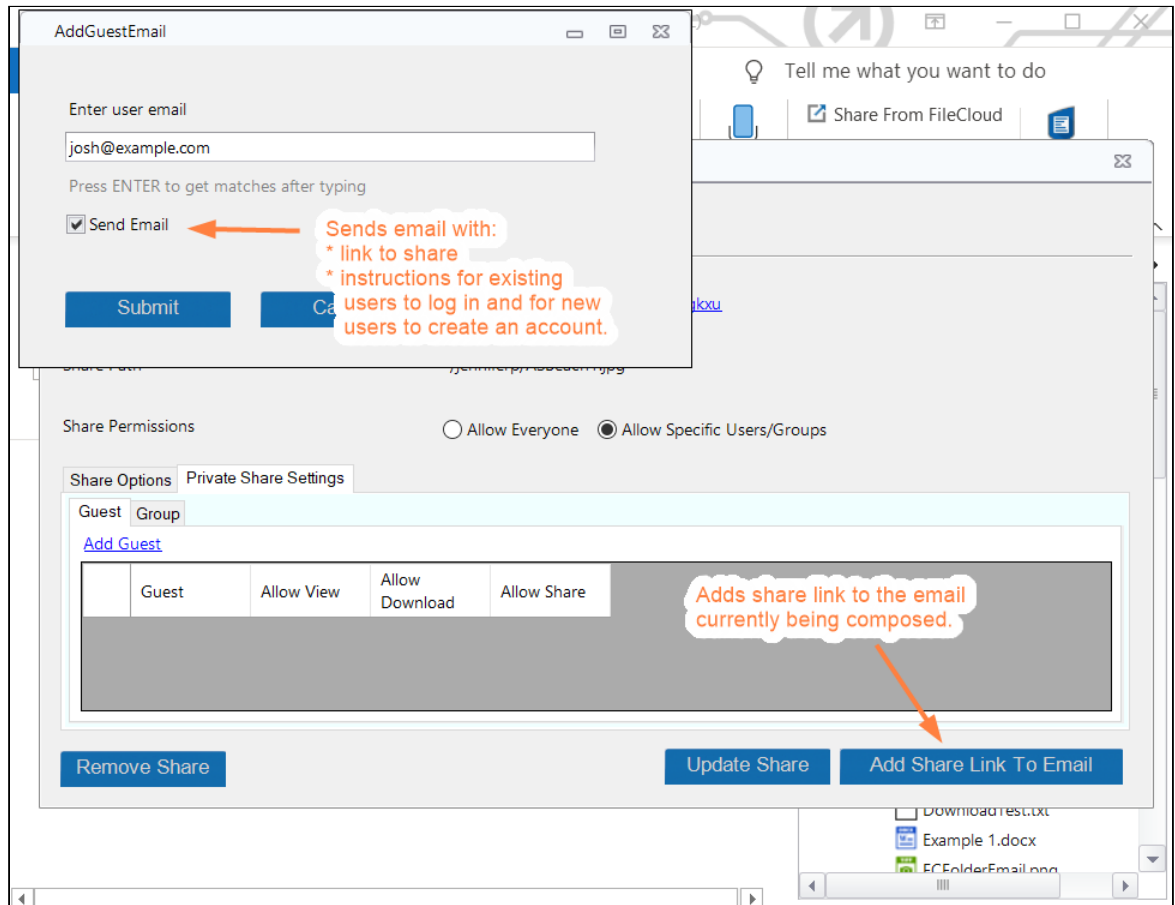 AddGuestEmail
Tell me what you want to do
Enter user email
Share From FileCloud
josh@example.com
Press ENTER to get matches after typing
Send Email
Sends email with:
* link to share
* instructions for existing
users to log in and for new
users to create an account.
Submit
Share Permissions
Allow Everyone
Allow Specific Users/Groups
Share Options
Private Share Settings
Guest
Group
Add Guest
Guest
Allow View
Allow
Download
Allow Share
Adds share link to the email
currently being composed.
Remove Share
Update Share
Add Share Link To Email
DownloadTest.txt
Example 1.docx
FCFolderEmail.png